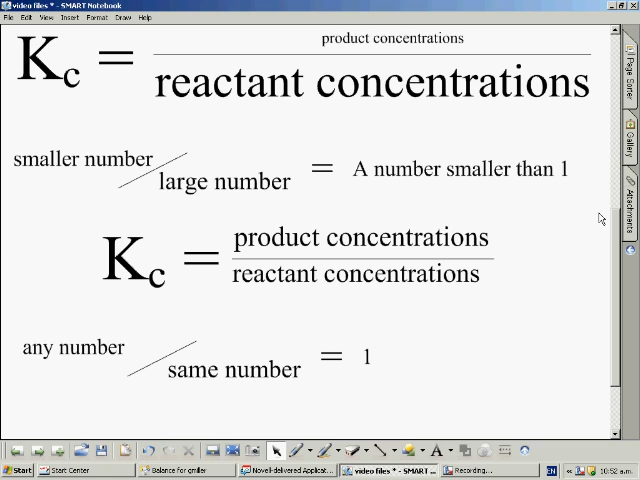 video files * - SMART Notebook
File Edit View Insert Format Draw Help
Kc = product concentrations
reactant concentrations
smaller number / large number = A number smaller than 1
Kc = product concentrations
reactant concentrations
any number / same number = 1
Page Sorter
Gallery
Attachments
Start Start Center Balance for gmiller Novell-delivered Applicat... video files * - SMART ... Recording... EN « 10:52 a.m.